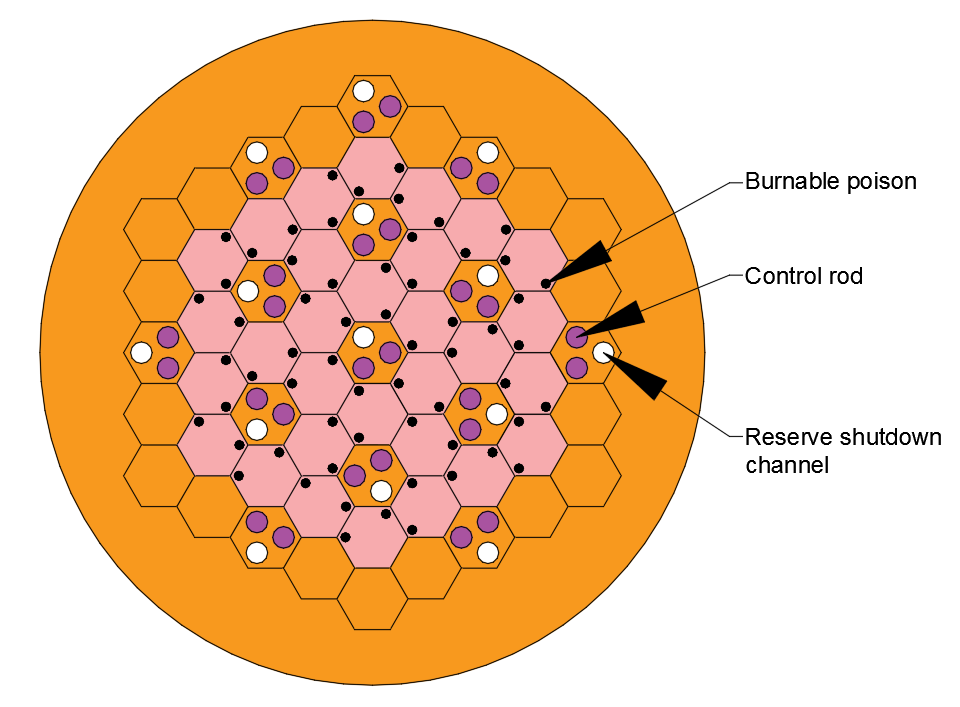 Burnable poison
Control rod
Reserve shutdown
channel